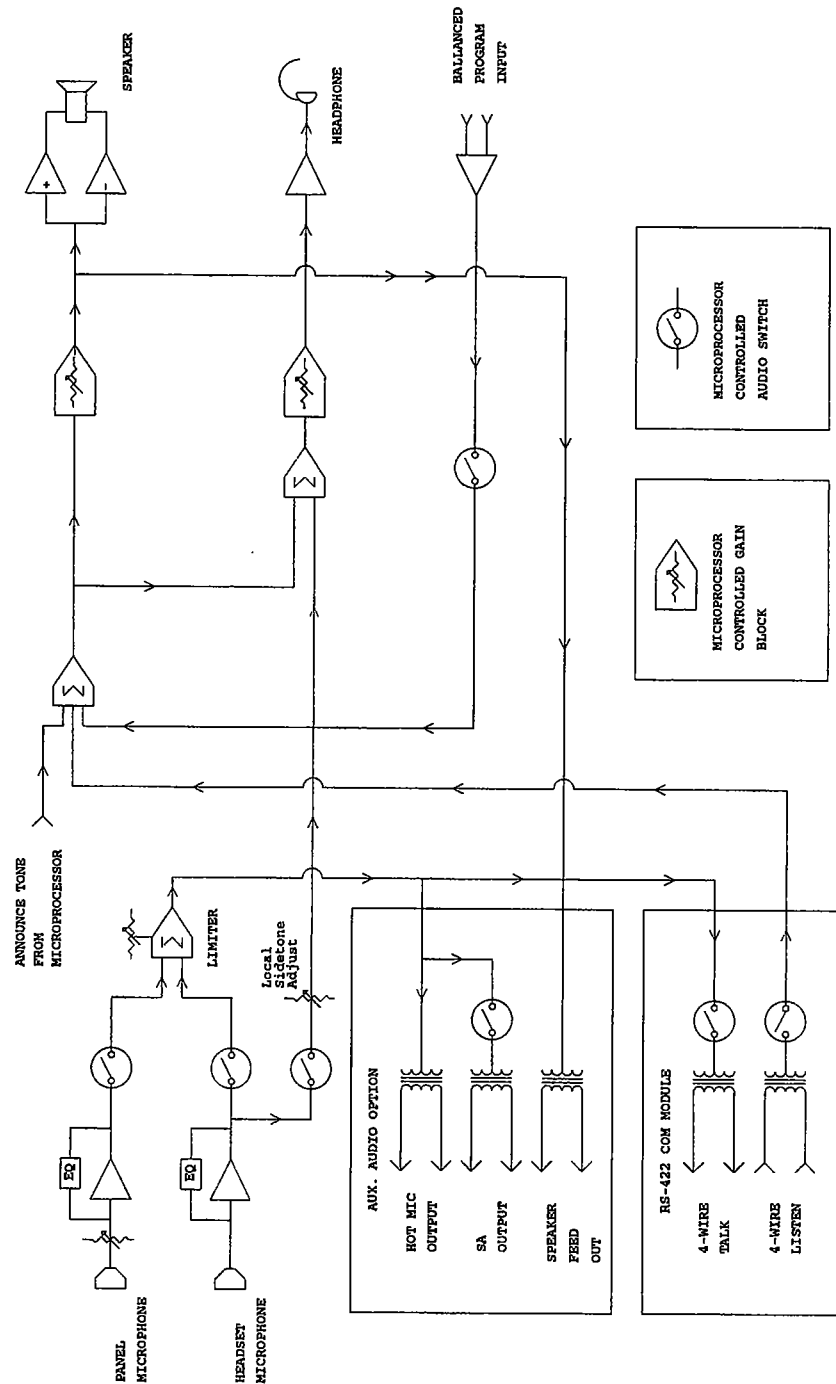 PANEL
MICROPHONE
EQ
HEADSET
MICROPHONE
EQ
ANNOUNCE TONE
FROM
MICROPROCESSOR
Σ
LIMITER
Local
Sidetone
Adjust
Σ
Σ
+
-
SPEAKER
HEADPHONE
BALLANCED
PROGRAM
INPUT
AUX. AUDIO OPTION
HOT MIC
OUTPUT
SA
OUTPUT
SPEAKER
FEED
OUT
RS-422 COM MODULE
4-WIRE
TALK
4-WIRE
LISTEN
MICROPROCESSOR
CONTROLLED GAIN
BLOCK
MICROPROCESSOR
CONTROLLED
AUDIO SWITCH